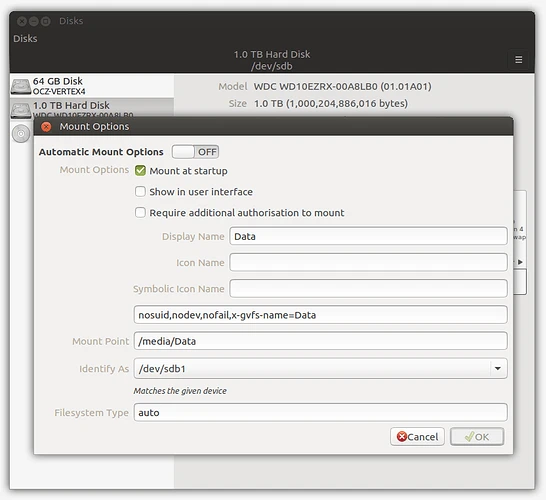 Disks
Disks
1.0 TB Hard Disk
/dev/sdb
64 GB Disk
OCZ-VERTEX4
1.0 TB Hard Disk
WDC WD10EZRX-00A8LB0
Model WDC WD10EZRX-00A8LB0 (01.01A01)
Size 1.0 TB (1,000,204,886,016 bytes)
Mount Options
Automatic Mount Options OFF
Mount Options Mount at startup
Show in user interface
Require additional authorisation to mount
Display Name Data
Icon Name
Symbolic Icon Name
nosuid,nodev,nofail,x-gvfs-name=Data
Mount Point /media/Data
Identify As /dev/sdb1
Matches the given device
Filesystem Type auto
Cancel OK